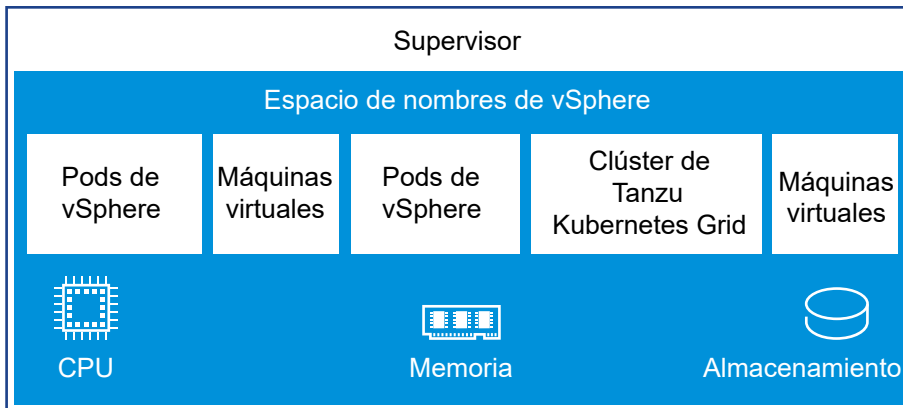 Supervisor
Espacio de nombres de vSphere
Pods de
vSphere
Máquinas
virtuales
Pods de
vSphere
Clúster de
Tanzu
Kubernetes Grid
Máquinas
virtuales
CPU
Memoria
Almacenamiento